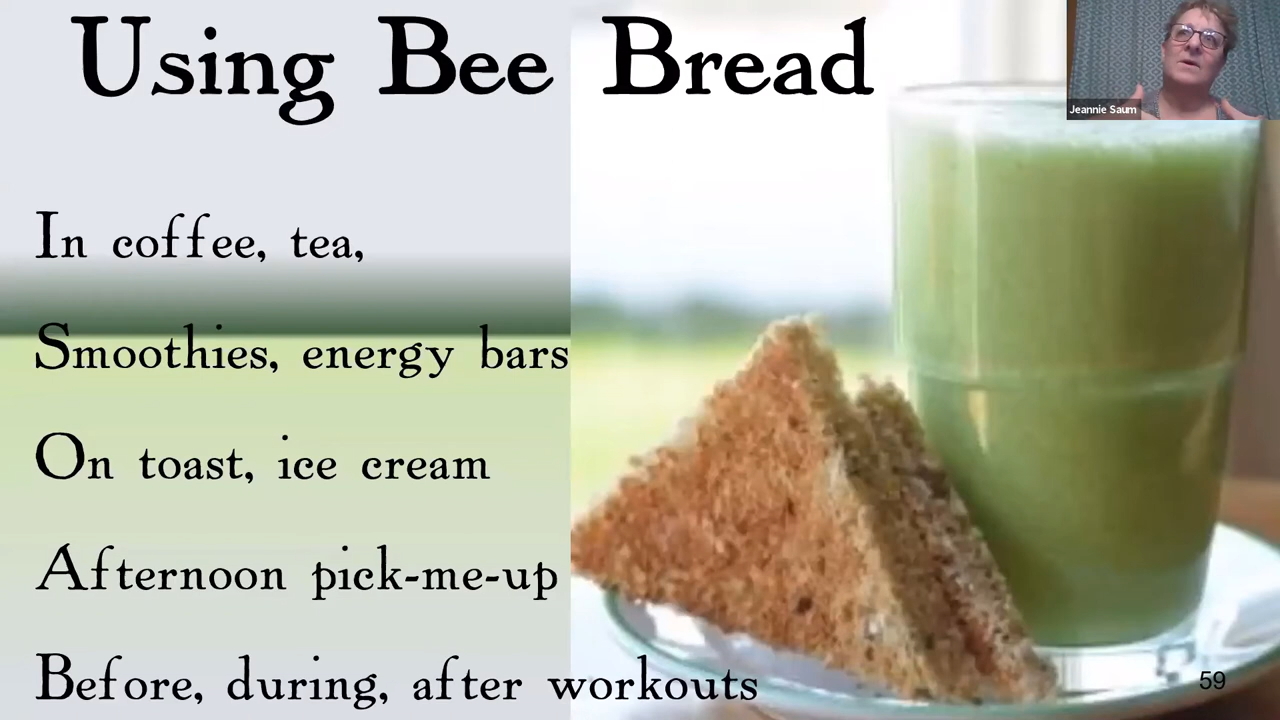 Using Bee Bread
Jeannie Saum
In coffee, tea,
Smoothies, energy bars
On toast, ice cream
Afternoon pick-me-up
Before, during, after workouts
59